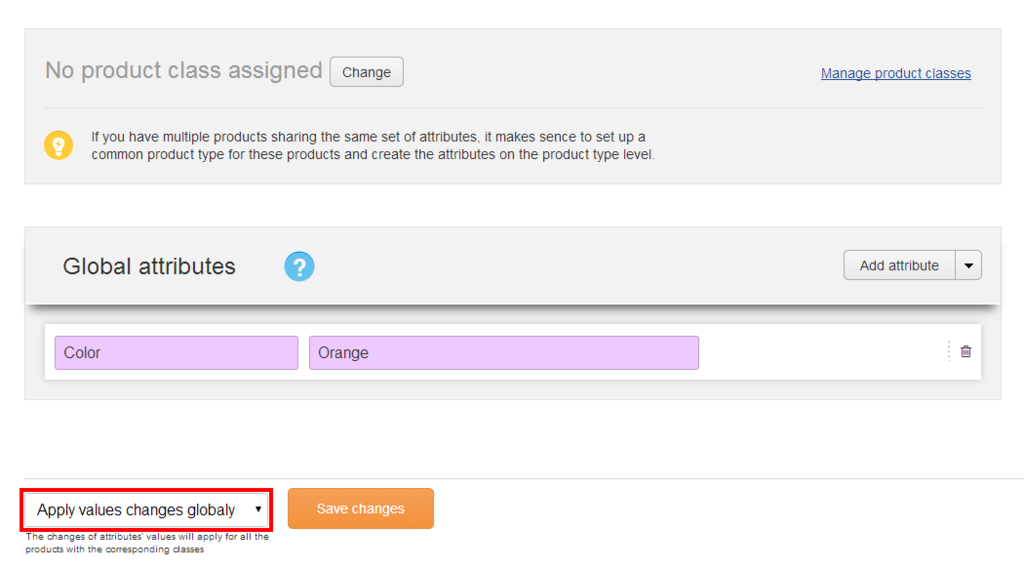 No product class assigned Change Manage product classes
If you have multiple products sharing the same set of attributes, it makes sence to set up a
common product type for these products and create the attributes on the product type level.
Global attributes ? Add attribute
Color Orange
Apply values changes globaly Save changes
The changes of attributes' values will apply for all the
products with the corresponding classes